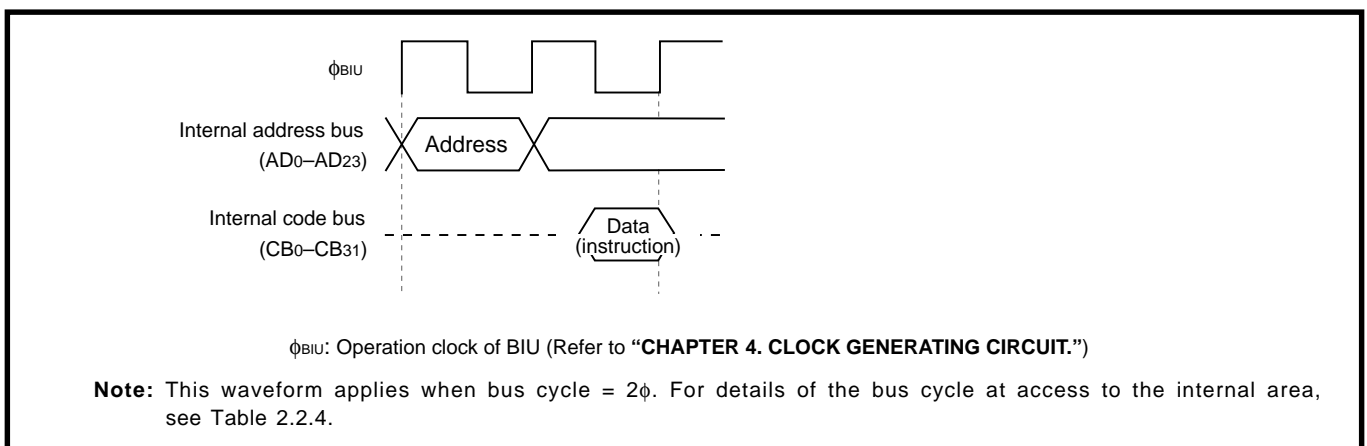 ϕBIU
Internal address bus
(AD0–AD23)
Address
Internal code bus
(CB0–CB31)
Data
(instruction)
ϕBIU: Operation clock of BIU (Refer to “CHAPTER 4. CLOCK GENERATING CIRCUIT.”)
Note: This waveform applies when bus cycle = 2ϕ. For details of the bus cycle at access to the internal area,
see Table 2.2.4.